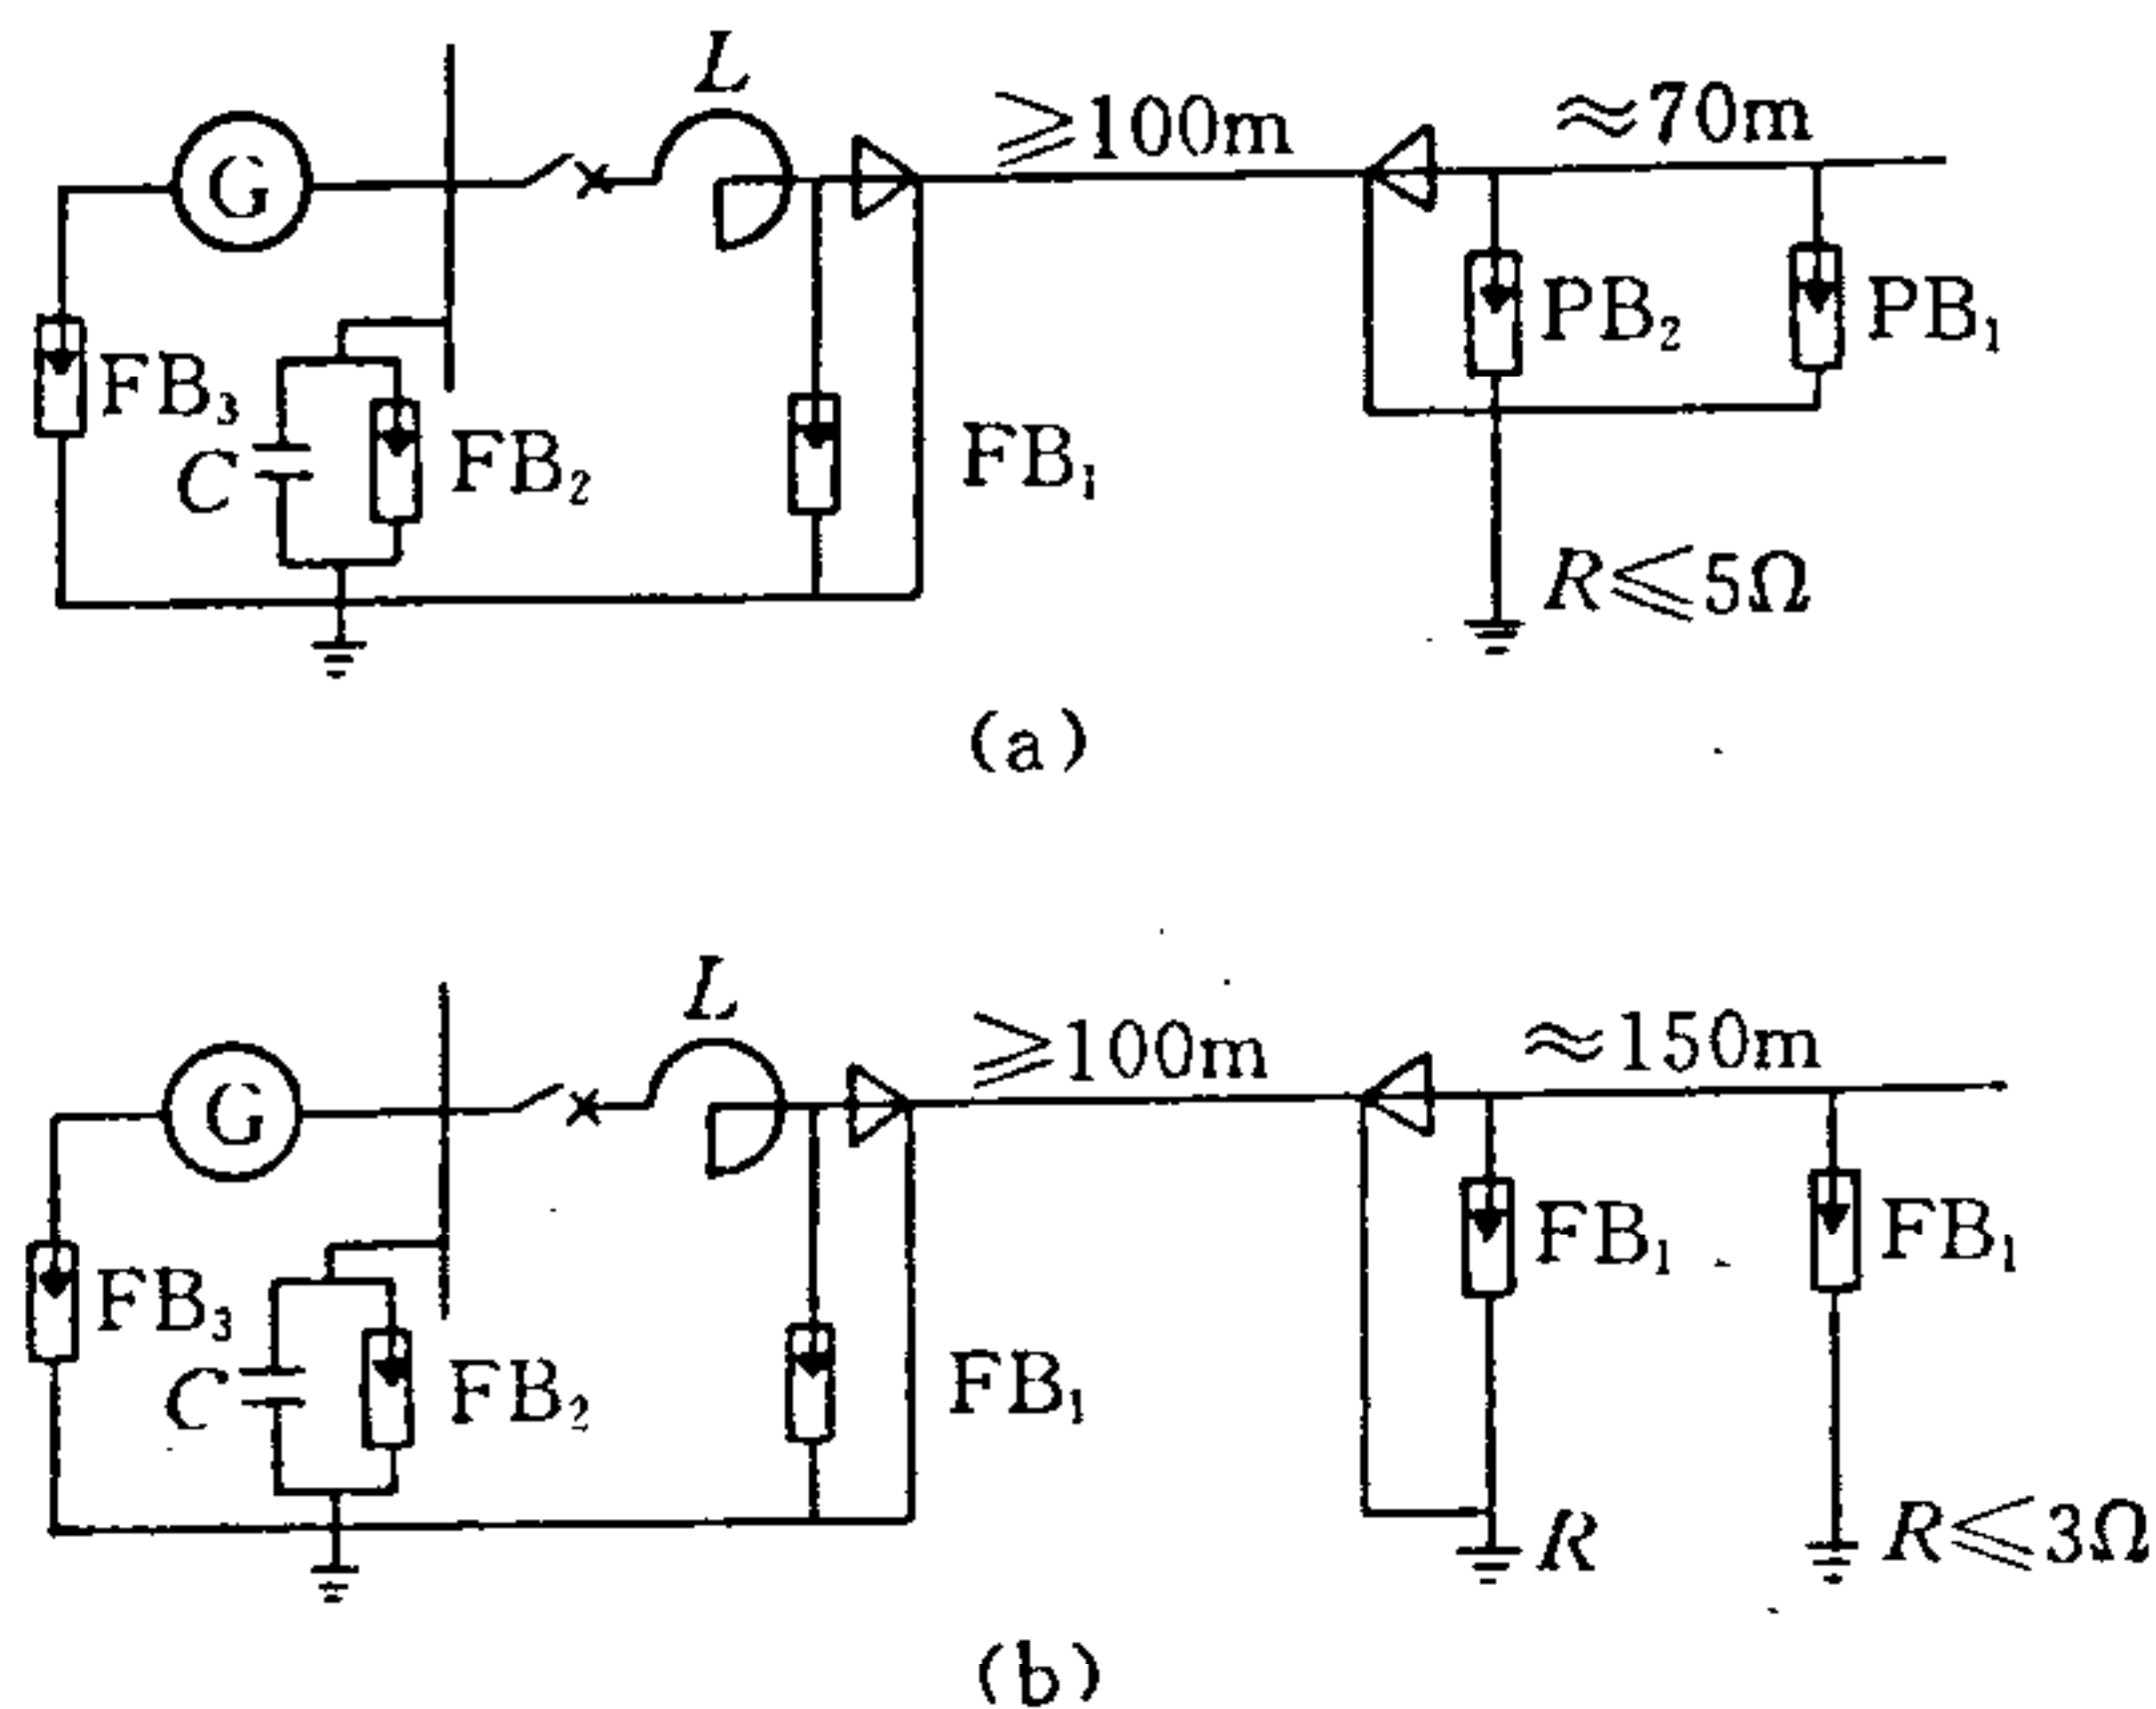 L
≥100m
≈70m
G
PB₂
PB₁
FB₃
C
FB₂
FB₁
R≤5Ω
(a)
L
≥100m
≈150m
G
FB₁
FB₁
FB₃
C
FB₂
FB₁
R
R≤3Ω
(b)